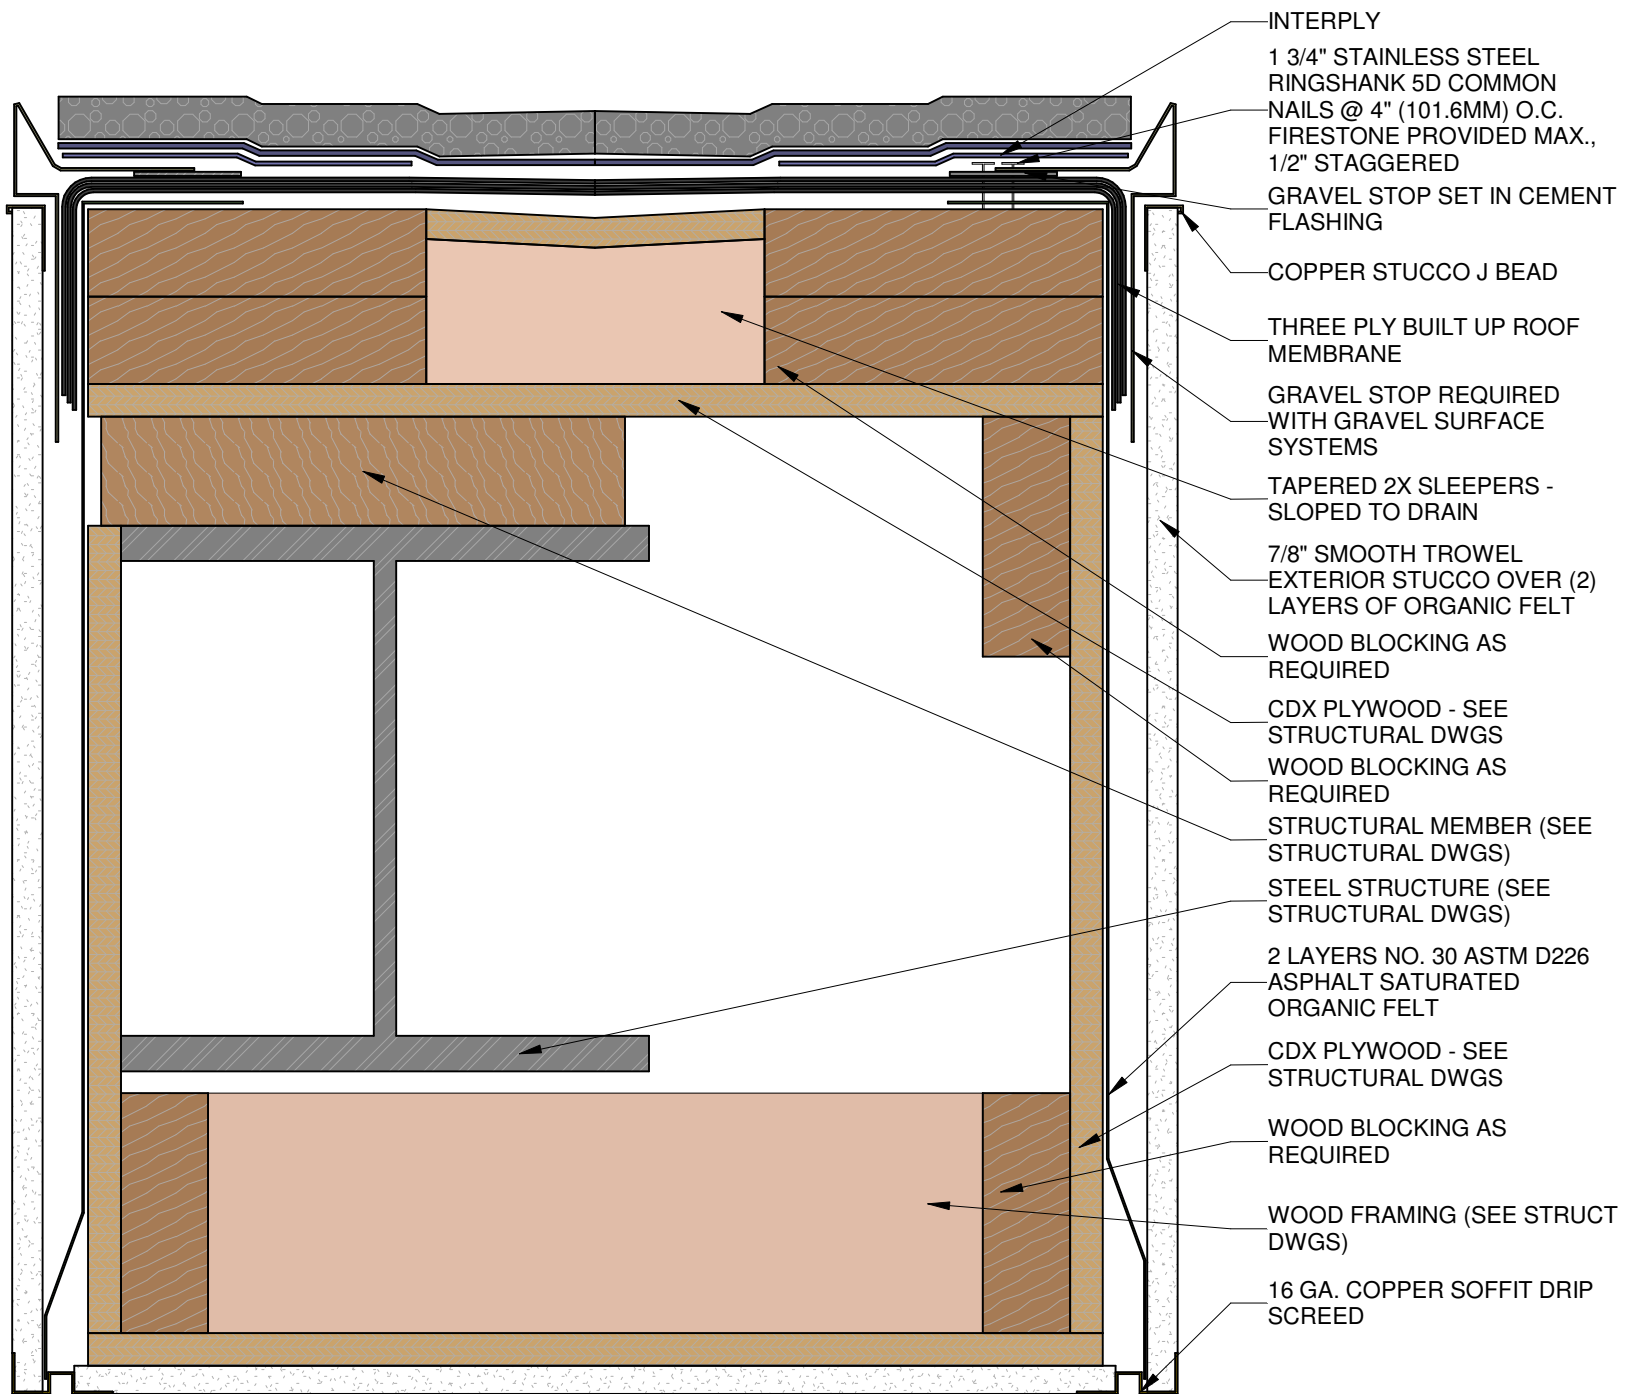 INTERPLY
1 3/4" STAINLESS STEEL
RINGSHANK 5D COMMON
NAILS @ 4" (101.6MM) O.C.
FIRESTONE PROVIDED MAX.,
1/2" STAGGERED
GRAVEL STOP SET IN CEMENT
FLASHING
COPPER STUCCO J BEAD
THREE PLY BUILT UP ROOF
MEMBRANE
GRAVEL STOP REQUIRED
WITH GRAVEL SURFACE
SYSTEMS
TAPERED 2X SLEEPERS -
SLOPED TO DRAIN
7/8" SMOOTH TROWEL
EXTERIOR STUCCO OVER (2)
LAYERS OF ORGANIC FELT
WOOD BLOCKING AS
REQUIRED
CDX PLYWOOD - SEE
STRUCTURAL DWGS
WOOD BLOCKING AS
REQUIRED
STRUCTURAL MEMBER (SEE
STRUCTURAL DWGS)
STEEL STRUCTURE (SEE
STRUCTURAL DWGS)
2 LAYERS NO. 30 ASTM D226
ASPHALT SATURATED
ORGANIC FELT
CDX PLYWOOD - SEE
STRUCTURAL DWGS
WOOD BLOCKING AS
REQUIRED
WOOD FRAMING (SEE STRUCT
DWGS)
16 GA. COPPER SOFFIT DRIP
SCREED